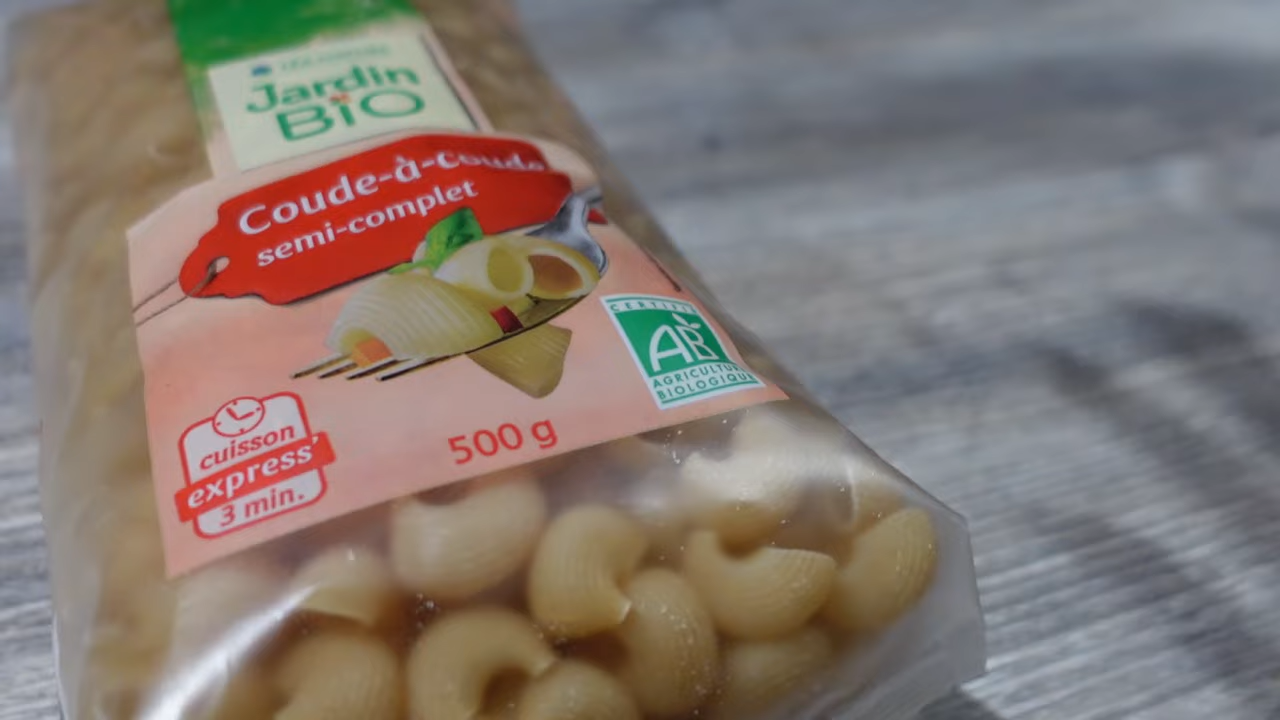 Jardin
BiO
Coude-à-Coude
semi-complet
CERTIFIÉ
AB
AGRICULTURE
BIOLOGIQUE
cuisson
express'
3 min.
500 g